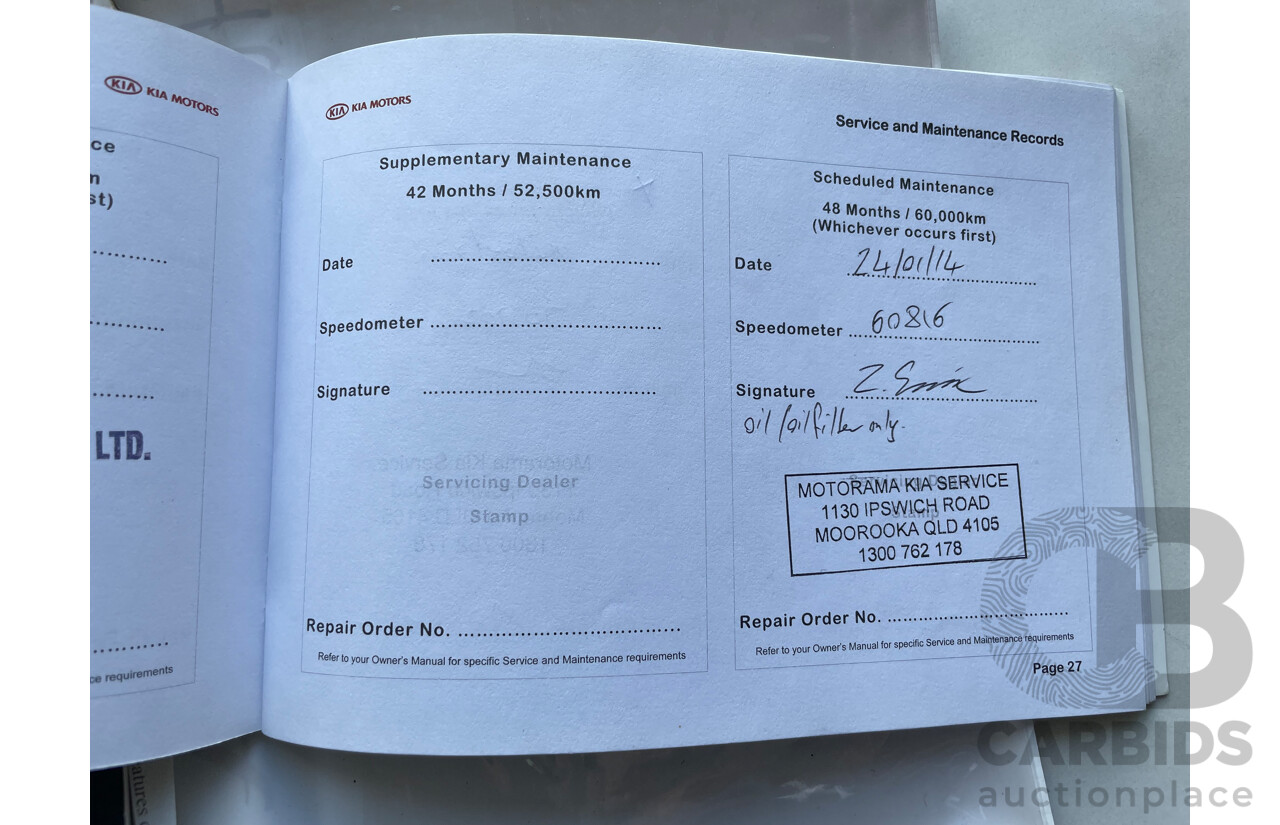 KIA KIA MOTORS
ce
n
st)
LTD.
ce requirements
KIA KIA MOTORS
Service and Maintenance Records
Supplementary Maintenance
42 Months / 52,500km
Date
Speedometer
Signature
Servicing Dealer
Stamp
Repair Order No.
Refer to your Owner's Manual for specific Service and Maintenance requirements
Scheduled Maintenance
48 Months / 60,000km
(Whichever occurs first)
Date 24/01/14
Speedometer 60816
Signature
oil / oil filter only.
MOTORAMA KIA SERVICE
1130 IPSWICH ROAD
MOOROOKA QLD 4105
1300 762 178
Repair Order No.
Refer to your Owner's Manual for specific Service and Maintenance requirements
Page 27
atures
CB
CARBIDS
auctionplace